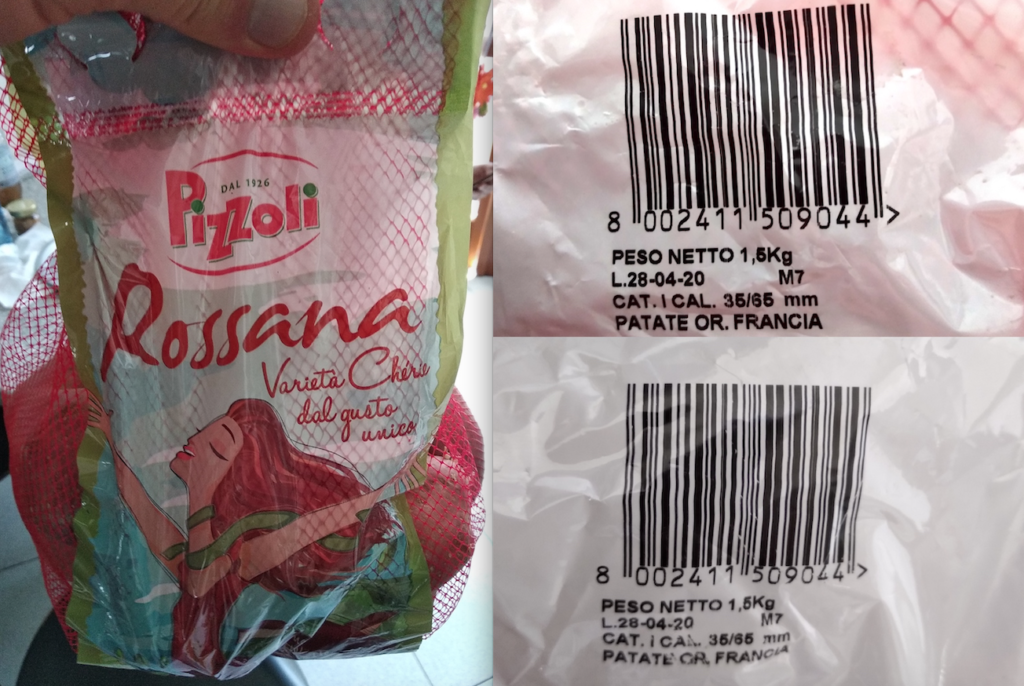 DAL 1926
Pizzoli
Rossana
Varietà Chérie
dal gusto
unico
8 002411 509044 >
PESO NETTO 1,5Kg
L.28-04-20 M7
CAT. I CAL. 35/65 mm
PATATE OR. FRANCIA
8 002411 509044 >
PESO NETTO 1,5Kg
L.28-04-20 M7
CAT. I CAL. 35/65 mm
PATATE OR. FRANCIA